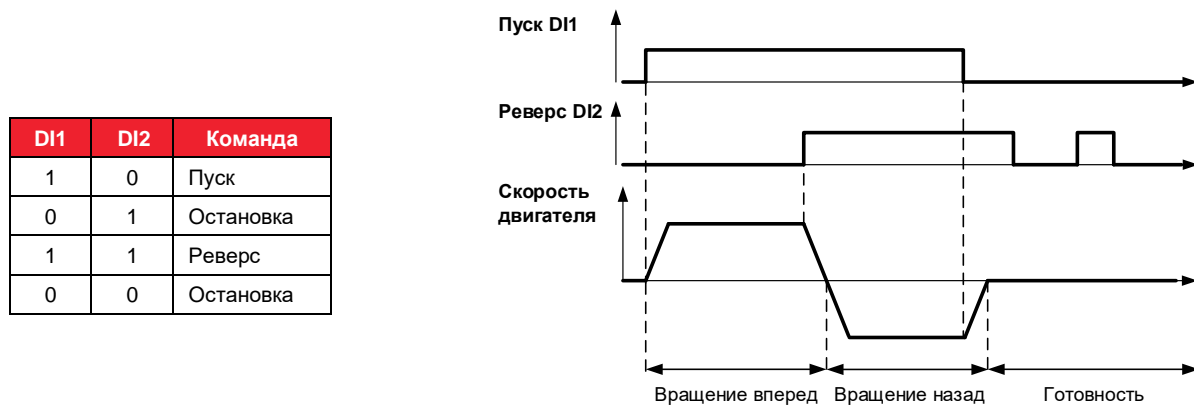 DI1 DI2 Команда
1 0 Пуск
0 1 Остановка
1 1 Реверс
0 0 Остановка
Пуск DI1
Реверс DI2
Скорость
двигателя
Вращение вперед Вращение назад Готовность